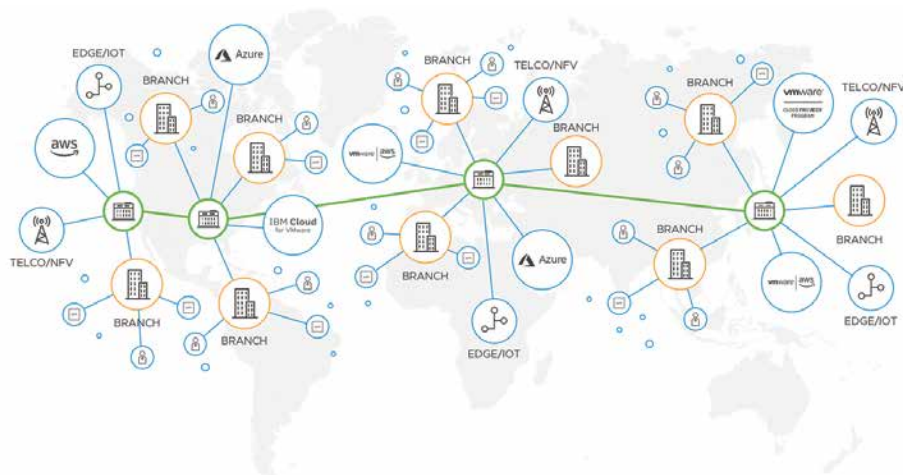 EDGE/IOT
Azure
BRANCH
BRANCH
aws
IBM Cloud
for VMware
TELCO/NFV
BRANCH
BRANCH
BRANCH
TELCO/NFV
vmware | aws
BRANCH
BRANCH
Azure
EDGE/IOT
BRANCH
vmware
CLOUD PROVIDER
PROGRAM
TELCO/NFV
BRANCH
BRANCH
vmware | aws
EDGE/IOT